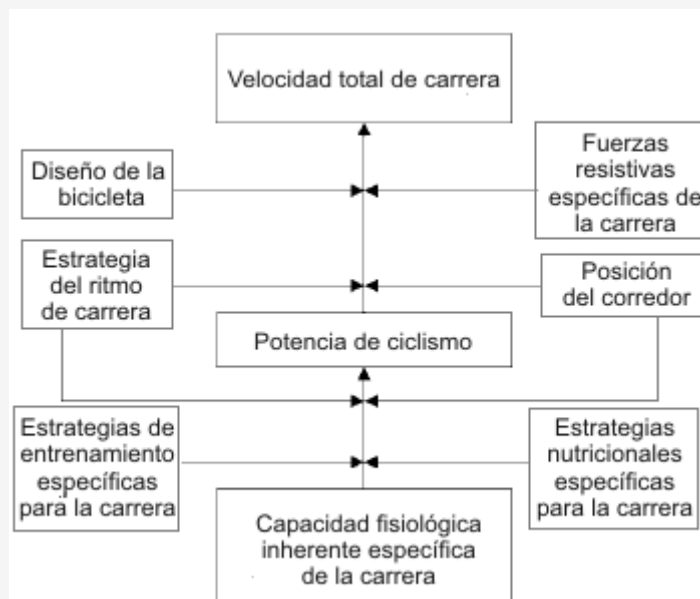 Velocidad total de carrera
Diseño de la
bicicleta
Fuerzas
resistivas
específicas de
la carrera
Estrategia
del ritmo
de carrera
Posición
del corredor
Potencia de ciclismo
Estrategias de
entrenamiento
específicas
para la carrera
Estrategias
nutricionales
específicas
para la carrera
Capacidad fisiológica
inherente específica
de la carrera